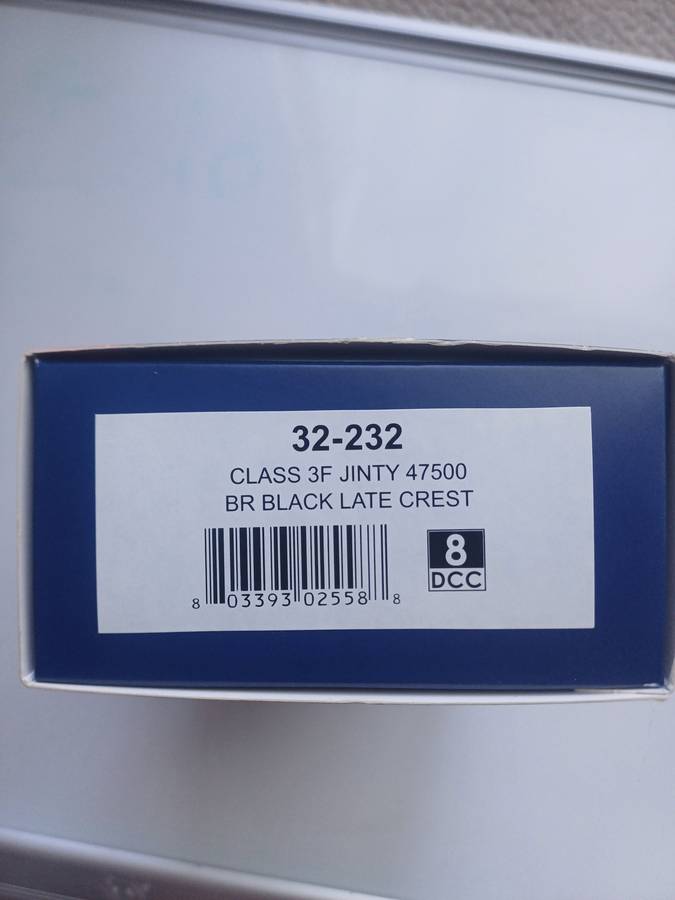 32-232
CLASS 3F JINTY 47500
BR BLACK LATE CREST
8 03393 02558 8
8
DCC